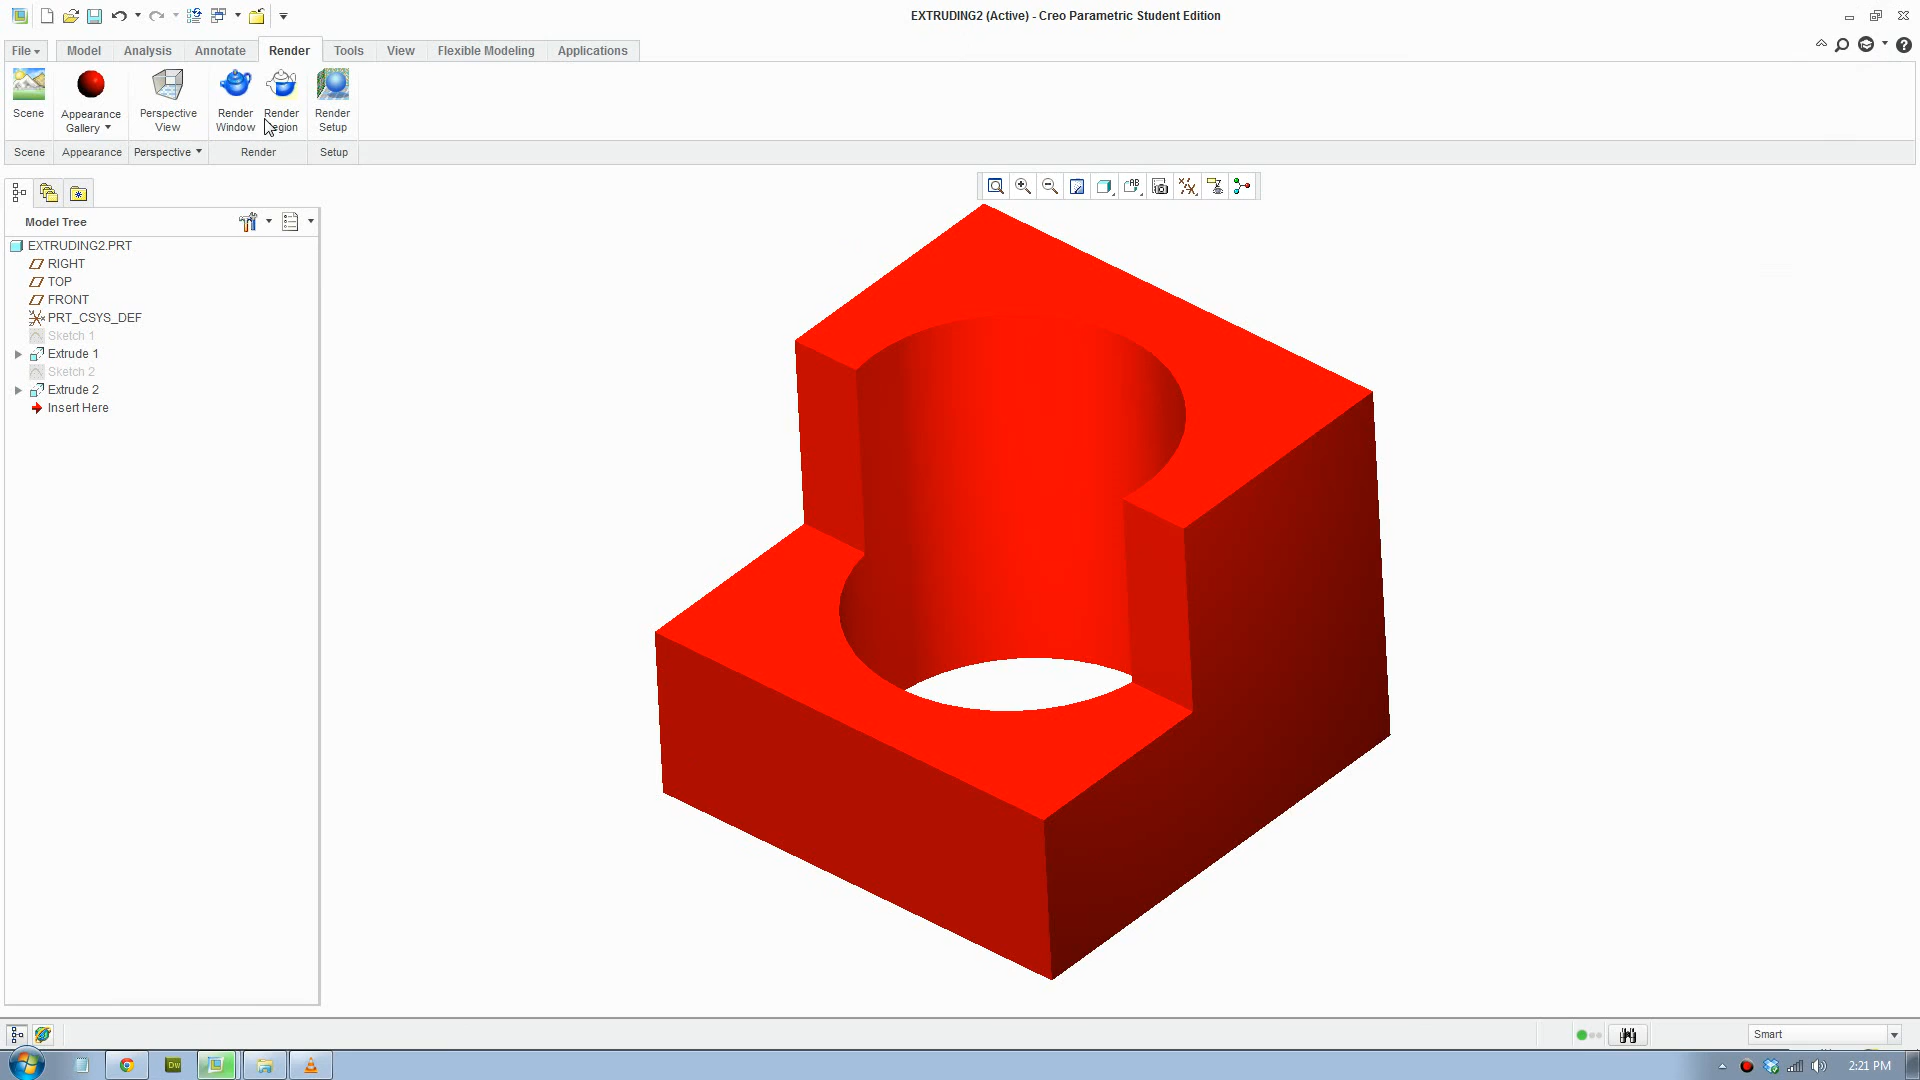 EXTRUDING2 (Active) - Creo Parametric Student Edition
File Model Analysis Annotate Render Tools View Flexible Modeling Applications
Scene
Appearance
Gallery
Perspective
View
Render
Window
Render
Render
Setup
Scene Appearance Perspective Render Setup
Model Tree
EXTRUDING2.PRT
RIGHT
TOP
FRONT
PRT_CSYS_DEF
Sketch 1
Extrude 1
Sketch 2
Extrude 2
Insert Here
Smart
Dw
2:21 PM